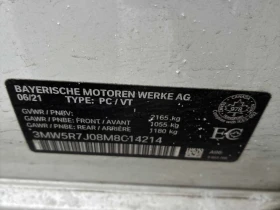 BAYERISCHE MOTOREN WERKE AG
06/21 TYPE: PC / VT
GVWR/ PNBV: 2165.kg
GAWR/ PNBE: FRONT / AVANT 1055 kg
GAWR/ PNBE: REAR / ARRIÈRE 1180 kg
3MW5R7J08M8C14214
EC